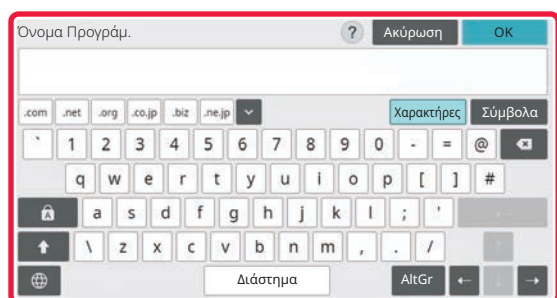 Όνομα Προγράμ. ? Ακύρωση OK
.com .net .org .co.jp .biz .ne.jp Χαρακτήρες Σύμβολα
` 1 2 3 4 5 6 7 8 9 0 - = @
q w e r t y u i o p [ ] #
A a s d f g h j k l ; '
\ z x c v b n m , . /
Διάστημα AltGr ← ↓ →